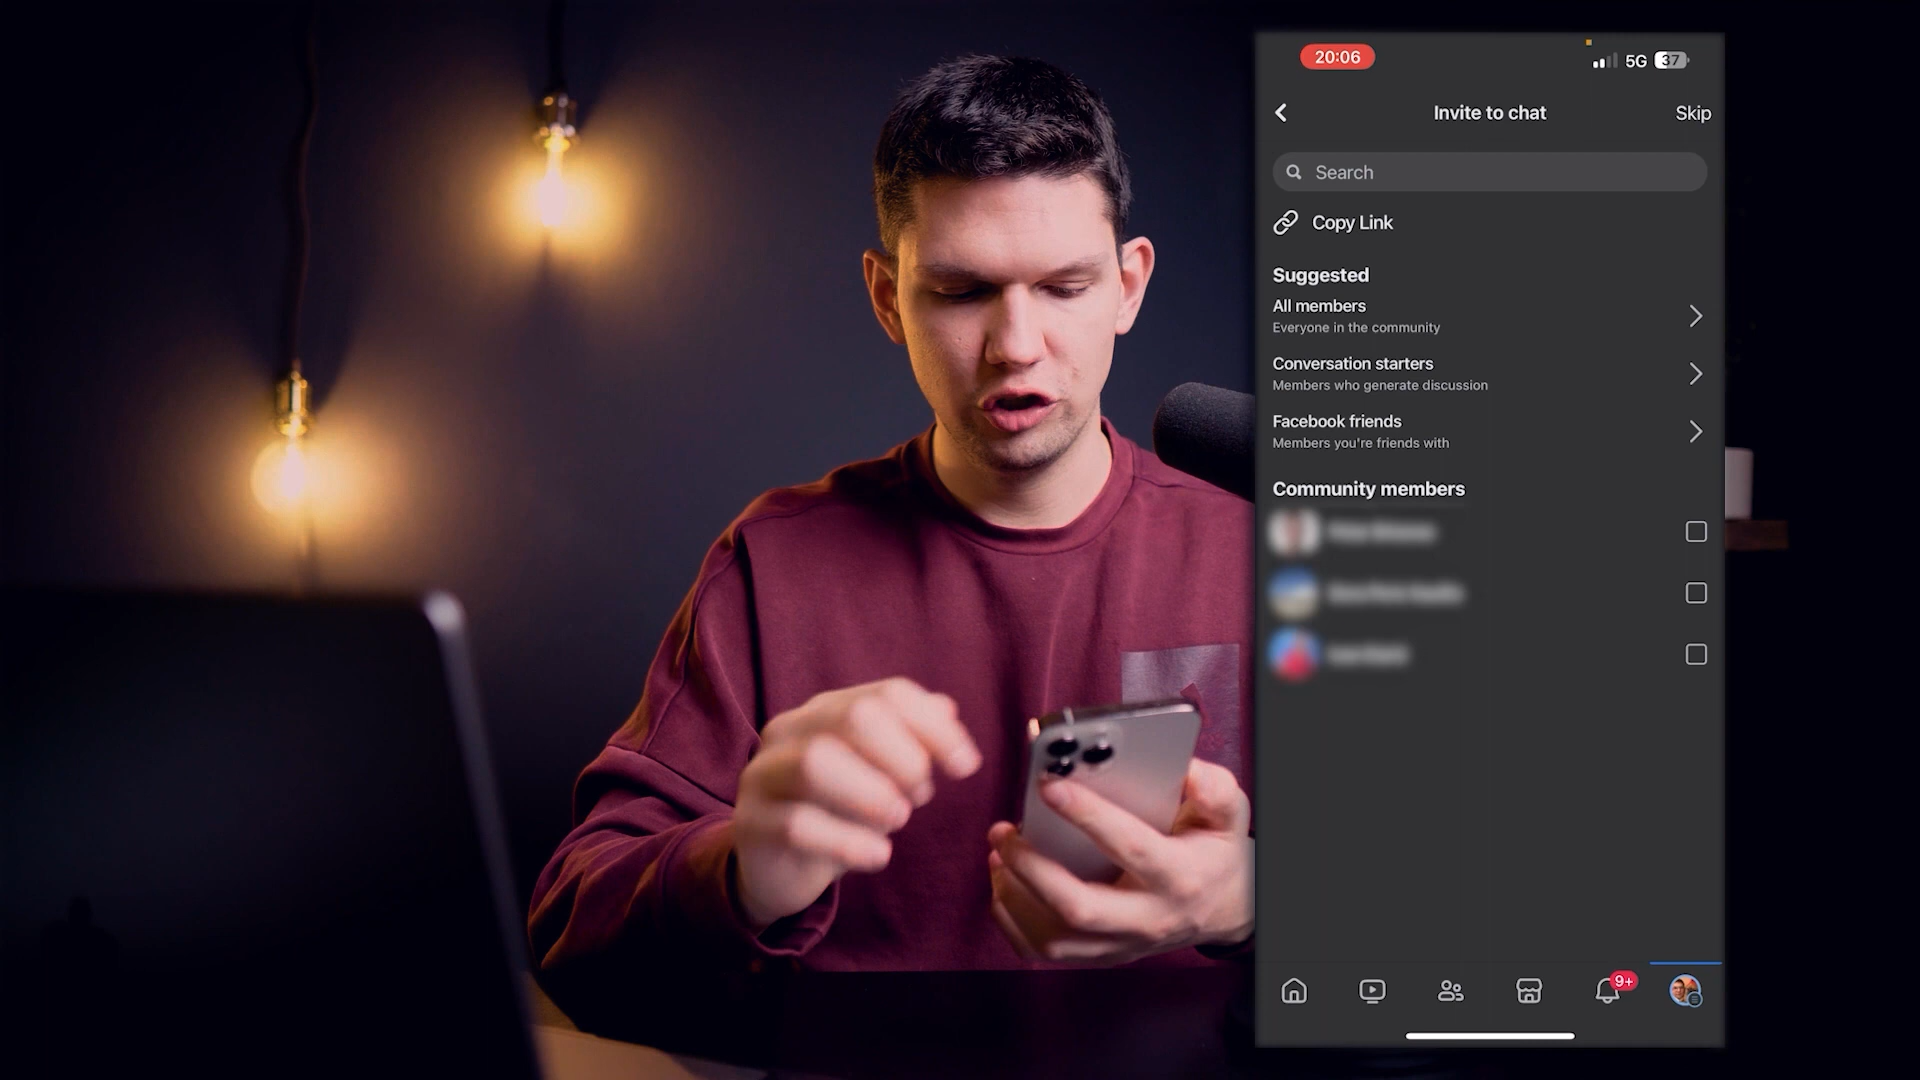 20:06
5G 37
Invite to chat
Skip
Search
Copy Link
Suggested
All members
Everyone in the community
Conversation starters
Members who generate discussion
Facebook friends
Members you're friends with
Community members
9+